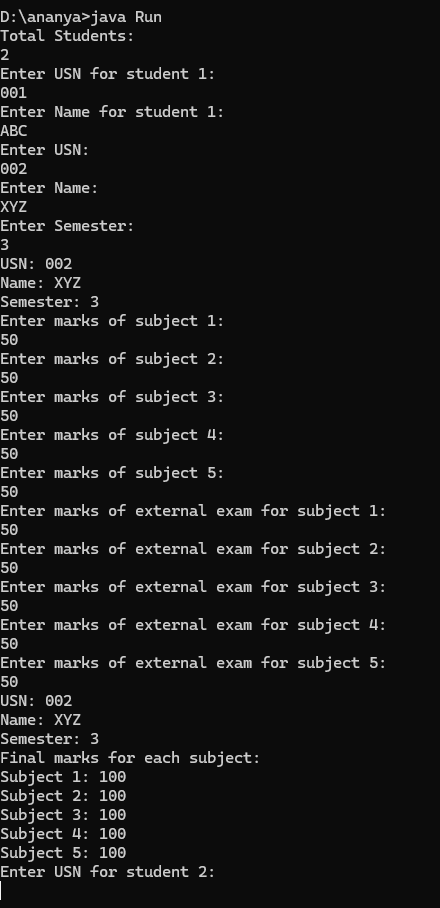 D:\ananya>java Run
Total Students:
2
Enter USN for student 1:
001
Enter Name for student 1:
ABC
Enter USN:
002
Enter Name:
XYZ
Enter Semester:
3
USN: 002
Name: XYZ
Semester: 3
Enter marks of subject 1:
50
Enter marks of subject 2:
50
Enter marks of subject 3:
50
Enter marks of subject 4:
50
Enter marks of subject 5:
50
Enter marks of external exam for subject 1:
50
Enter marks of external exam for subject 2:
50
Enter marks of external exam for subject 3:
50
Enter marks of external exam for subject 4:
50
Enter marks of external exam for subject 5:
50
USN: 002
Name: XYZ
Semester: 3
Final marks for each subject:
Subject 1: 100
Subject 2: 100
Subject 3: 100
Subject 4: 100
Subject 5: 100
Enter USN for student 2: